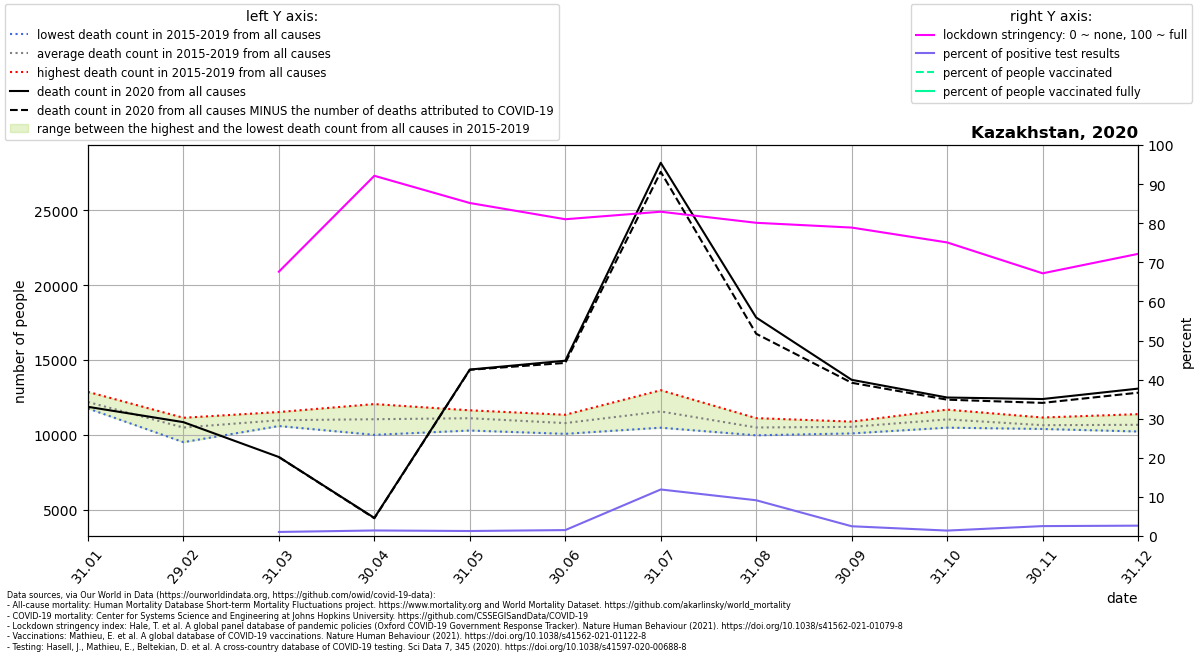 left Y axis:
lowest death count in 2015-2019 from all causes
average death count in 2015-2019 from all causes
highest death count in 2015-2019 from all causes
death count in 2020 from all causes
death count in 2020 from all causes MINUS the number of deaths attributed to COVID-19
range between the highest and the lowest death count from all causes in 2015-2019
right Y axis:
lockdown stringency: 0 ~ none, 100 ~ full
percent of positive test results
percent of people vaccinated
percent of people vaccinated fully
Kazakhstan, 2020
number of people
25000
20000
15000
10000
5000
100
90
80
70
60
50
40
30
20
10
0
percent
31.01
29.02
31.03
30.04
31.05
30.06
31.07
31.08
30.09
31.10
30.11
31.12
date
Data sources, via Our World in Data (https://ourworldindata.org, https://github.com/owid/covid-19-data):
- All-cause mortality: Human Mortality Database Short-term Mortality Fluctuations project. https://www.mortality.org and World Mortality Dataset. https://github.com/akarlinsky/world_mortality
- COVID-19 mortality: Center for Systems Science and Engineering at Johns Hopkins University. https://github.com/CSSEGISandData/COVID-19
- Lockdown stringency index: Hale, T. et al. A global panel database of pandemic policies (Oxford COVID-19 Government Response Tracker). Nature Human Behaviour (2021). https://doi.org/10.1038/s41562-021-01079-8
- Vaccinations: Mathieu, E. et al. A global database of COVID-19 vaccinations. Nature Human Behaviour (2021). https://doi.org/10.1038/s41562-021-01122-8
- Testing: Hasell, J., Mathieu, E., Beltekian, D. et al. A cross-country database of COVID-19 testing. Sci Data 7, 345 (2020). https://doi.org/10.1038/s41597-020-00688-8